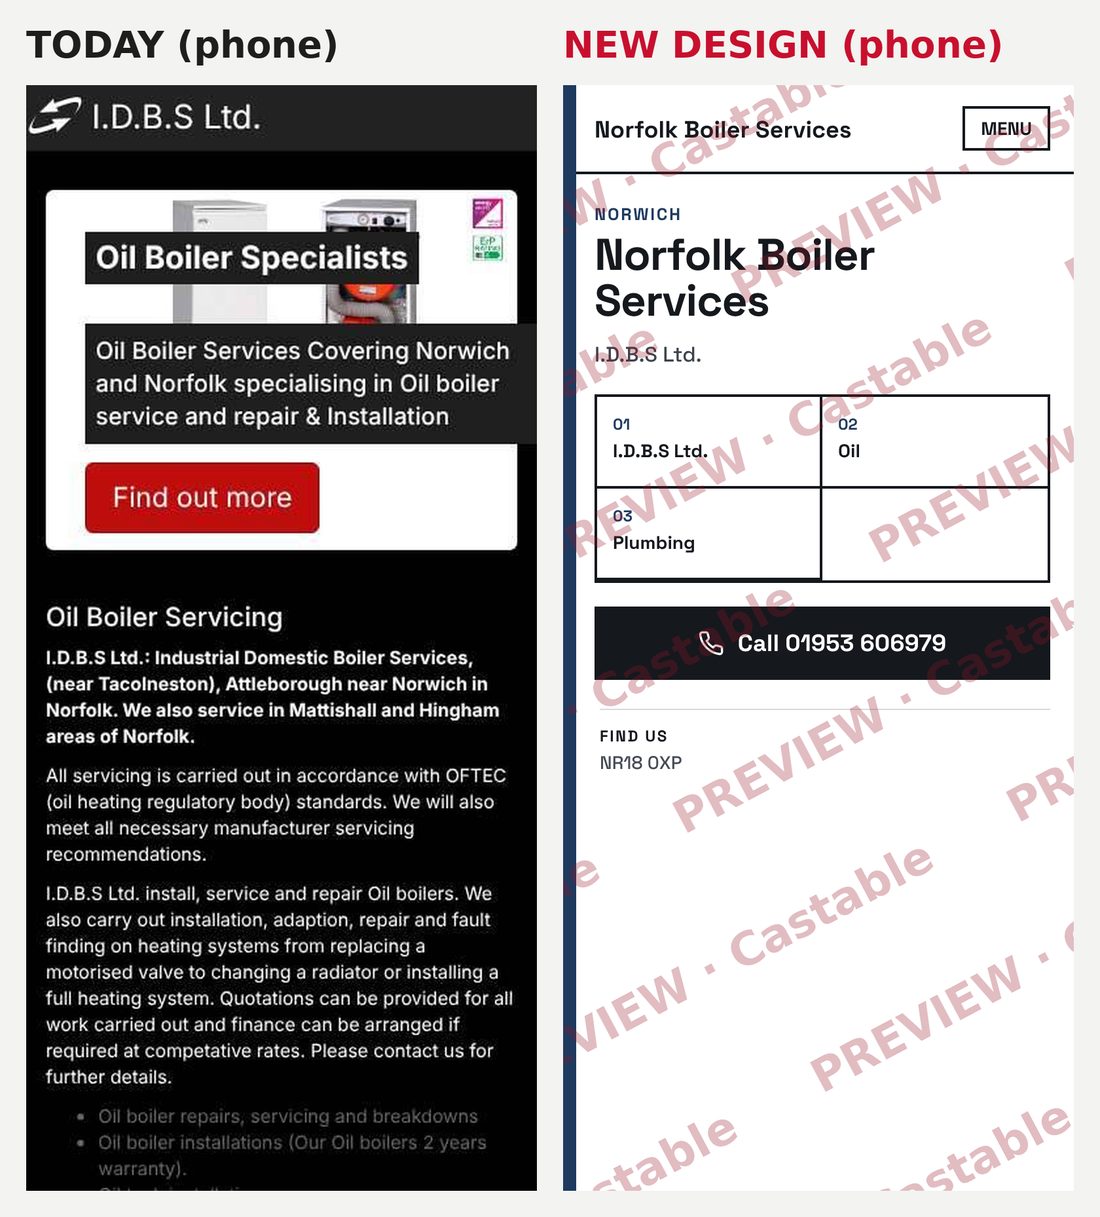 TODAY (phone)
I.D.B.S Ltd.
Oil Boiler Specialists
Oil Boiler Services Covering Norwich
and Norfolk specialising in Oil boiler
service and repair & Installation
Find out more
Oil Boiler Servicing
I.D.B.S Ltd.: Industrial Domestic Boiler Services,
(near Tacolneston), Attleborough near Norwich in
Norfolk. We also service in Mattishall and Hingham
areas of Norfolk.
All servicing is carried out in accordance with OFTEC
(oil heating regulatory body) standards. We will also
meet all necessary manufacturer servicing
recommendations.
I.D.B.S Ltd. install, service and repair Oil boilers. We
also carry out installation, adaption, repair and fault
finding on heating systems from replacing a
motorised valve to changing a radiator or installing a
full heating system. Quotations can be provided for all
work carried out and finance can be arranged if
required at competative rates. Please contact us for
further details.
• Oil boiler repairs, servicing and breakdowns
• Oil boiler installations (Our Oil boilers 2 years
warranty).
NEW DESIGN (phone)
Norfolk Boiler Services
MENU
NORWICH
Norfolk Boiler
Services
I.D.B.S Ltd.
01
I.D.B.S Ltd.
02
Oil
03
Plumbing
Call 01953 606979
FIND US
NR18 0XP
PREVIEW · Castable
PREVIEW · Castable
PREVIEW · Castable
PREVIEW · Castable